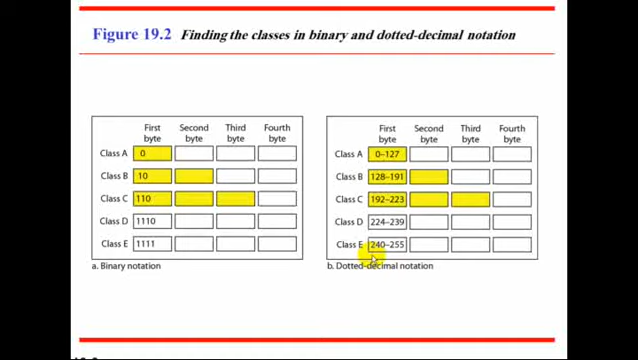 Figure 19.2 Finding the classes in binary and dotted-decimal notation
First byte Second byte Third byte Fourth byte
Class A 0
Class B 10
Class C 110
Class D 1110
Class E 1111
a. Binary notation
First byte Second byte Third byte Fourth byte
Class A 0–127
Class B 128–191
Class C 192–223
Class D 224–239
Class E 240–255
b. Dotted-decimal notation